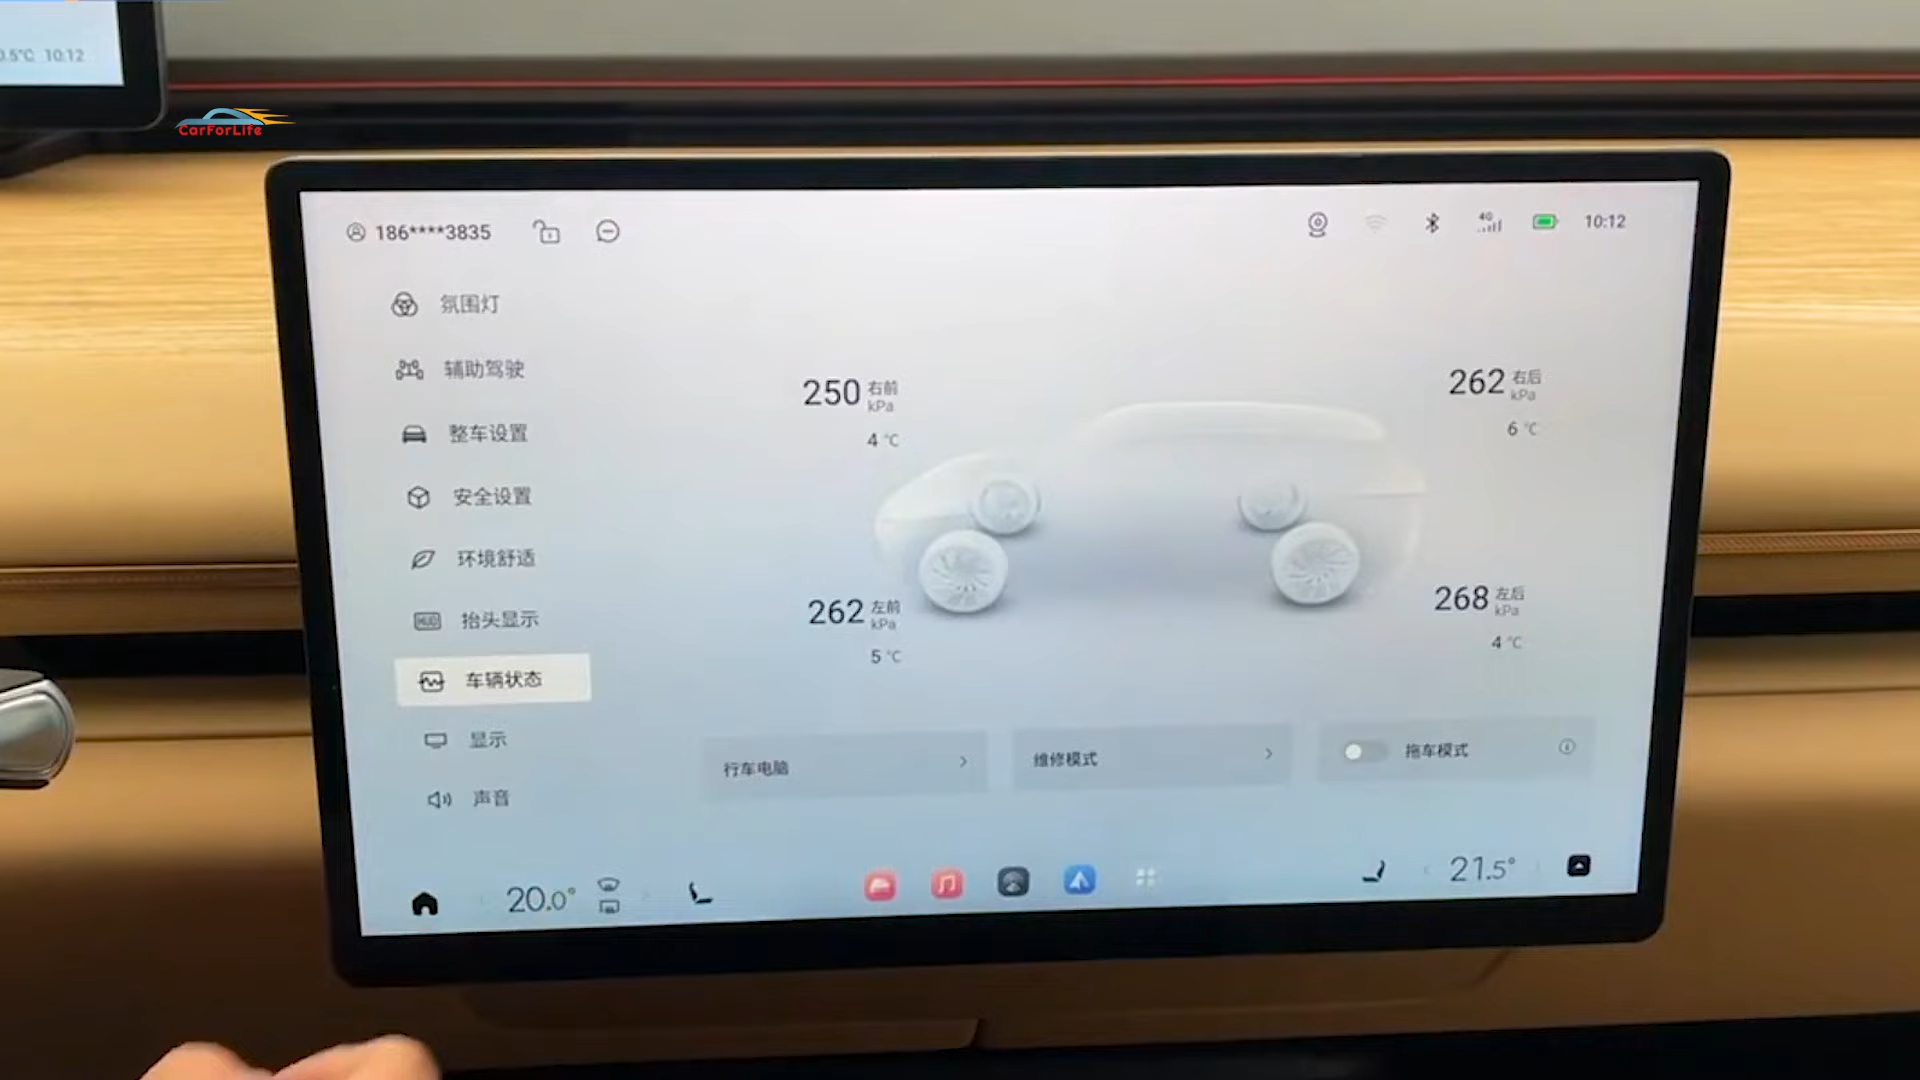 0.5°C 10:12
CarForLife
186****3835
4G
10:12
氛围灯
辅助驾驶
整车设置
安全设置
环境舒适
HUD 抬头显示
车辆状态
显示
声音
250 右前
kPa
4 °C
262 右后
kPa
6 °C
262 左前
kPa
5 °C
268 左后
kPa
4 °C
行车电脑
维修模式
拖车模式
20.0°
21.5°